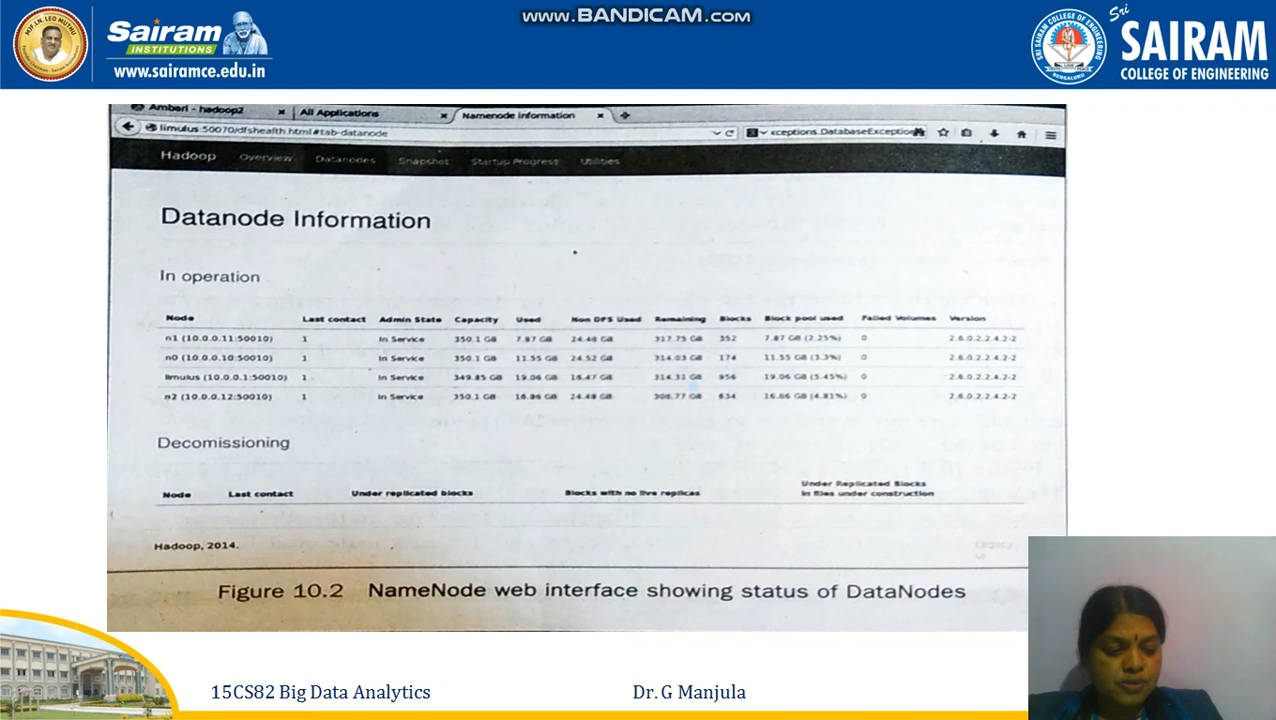 www.BANDICAM.com
Sairam
INSTITUTIONS
www.sairamce.edu.in
Sri
SAIRAM
COLLEGE OF ENGINEERING
Ambari - hadoop2 All Applications Namenode information
limulus:50070/dfshealth.html#tab-datanode xceptions.DatabaseException
Hadoop Overview Datanodes Snapshot Startup Progress Utilities
Datanode Information
In operation
Node Last contact Admin State Capacity Used Non DFS Used Remaining Blocks Block pool used Failed Volumes Version
n1 (10.0.0.11:50010) 1 In Service 350.1 GB 7.87 GB 24.48 GB 317.75 GB 352 7.87 GB (2.25%) 0 2.6.0.2.2.4.2-2
n0 (10.0.0.10:50010) 1 In Service 350.1 GB 11.55 GB 24.52 GB 314.03 GB 174 11.55 GB (3.3%) 0 2.6.0.2.2.4.2-2
limulus (10.0.0.1:50010) 1 In Service 349.85 GB 19.06 GB 16.47 GB 314.31 GB 956 19.06 GB (5.45%) 0 2.6.0.2.2.4.2-2
n2 (10.0.0.12:50010) 1 In Service 350.1 GB 16.86 GB 24.48 GB 308.77 GB 634 16.86 GB (4.81%) 0 2.6.0.2.2.4.2-2
Decomissioning
Node Last contact Under replicated blocks Blocks with no live replicas Under Replicated Blocks
In files under construction
Hadoop, 2014.
Legacy
UI
Figure 10.2 NameNode web interface showing status of DataNodes
15CS82 Big Data Analytics Dr. G Manjula